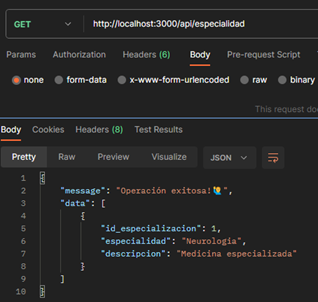 GET http://localhost:3000/api/especialidad
Params Authorization Headers (6) Body Pre-request Script
none form-data x-www-form-urlencoded raw binary
This request doe
Body Cookies Headers (8) Test Results
Pretty Raw Preview Visualize JSON
1 {
2 "message": "Operación exitosa!🙋",
3 "data": [
4 {
5 "id_especializacion": 1,
6 "especialidad": "Neurologia",
7 "descripcion": "Medicina especializada"
8 }
9 ]
10 }